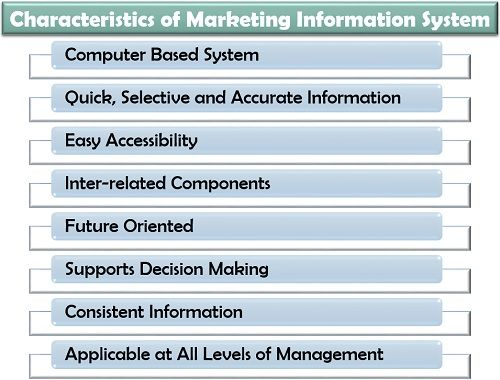 Characteristics of Marketing Information System
Computer Based System
Quick, Selective and Accurate Information
Easy Accessibility
Inter-related Components
Future Oriented
Supports Decision Making
Consistent Information
Applicable at All Levels of Management